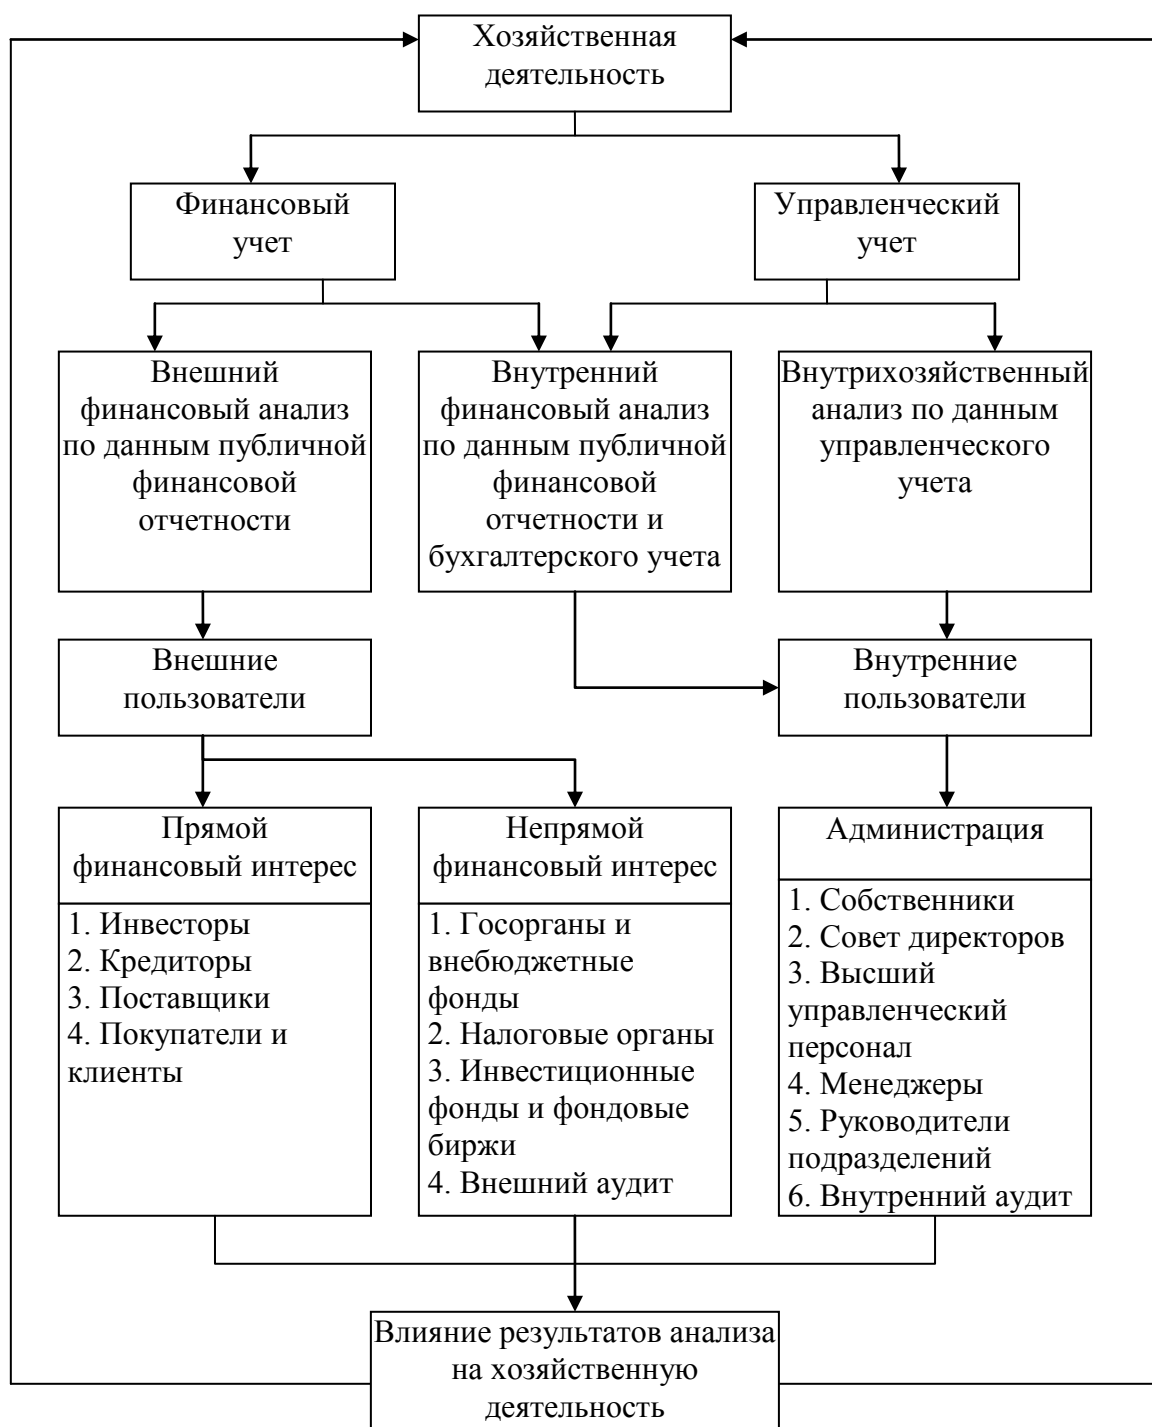 Хозяйственная
деятельность
Финансовый
учет
Управленческий
учет
Внешний
финансовый анализ
по данным публичной
финансовой
отчетности
Внутренний
финансовый анализ
по данным публичной
финансовой
отчетности и
бухгалтерского учета
Внутрихозяйственный
анализ по данным
управленческого
учета
Внешние
пользователи
Внутренние
пользователи
Прямой
финансовый интерес
1. Инвесторы
2. Кредиторы
3. Поставщики
4. Покупатели и
клиенты
Непрямой
финансовый интерес
1. Госорганы и
внебюджетные
фонды
2. Налоговые органы
3. Инвестиционные
фонды и фондовые
биржи
4. Внешний аудит
Администрация
1. Собственники
2. Совет директоров
3. Высший
управленческий
персонал
4. Менеджеры
5. Руководители
подразделений
6. Внутренний аудит
Влияние результатов анализа
на хозяйственную
деятельность